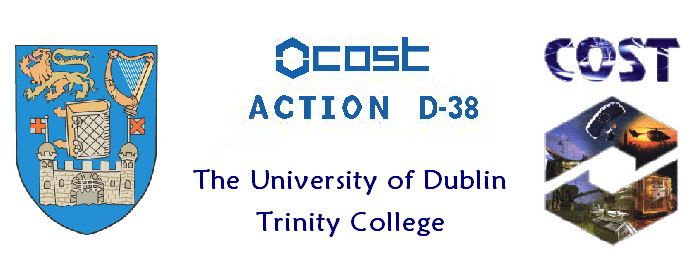 cost
ACTION D-38
The University of Dublin
Trinity College
COST